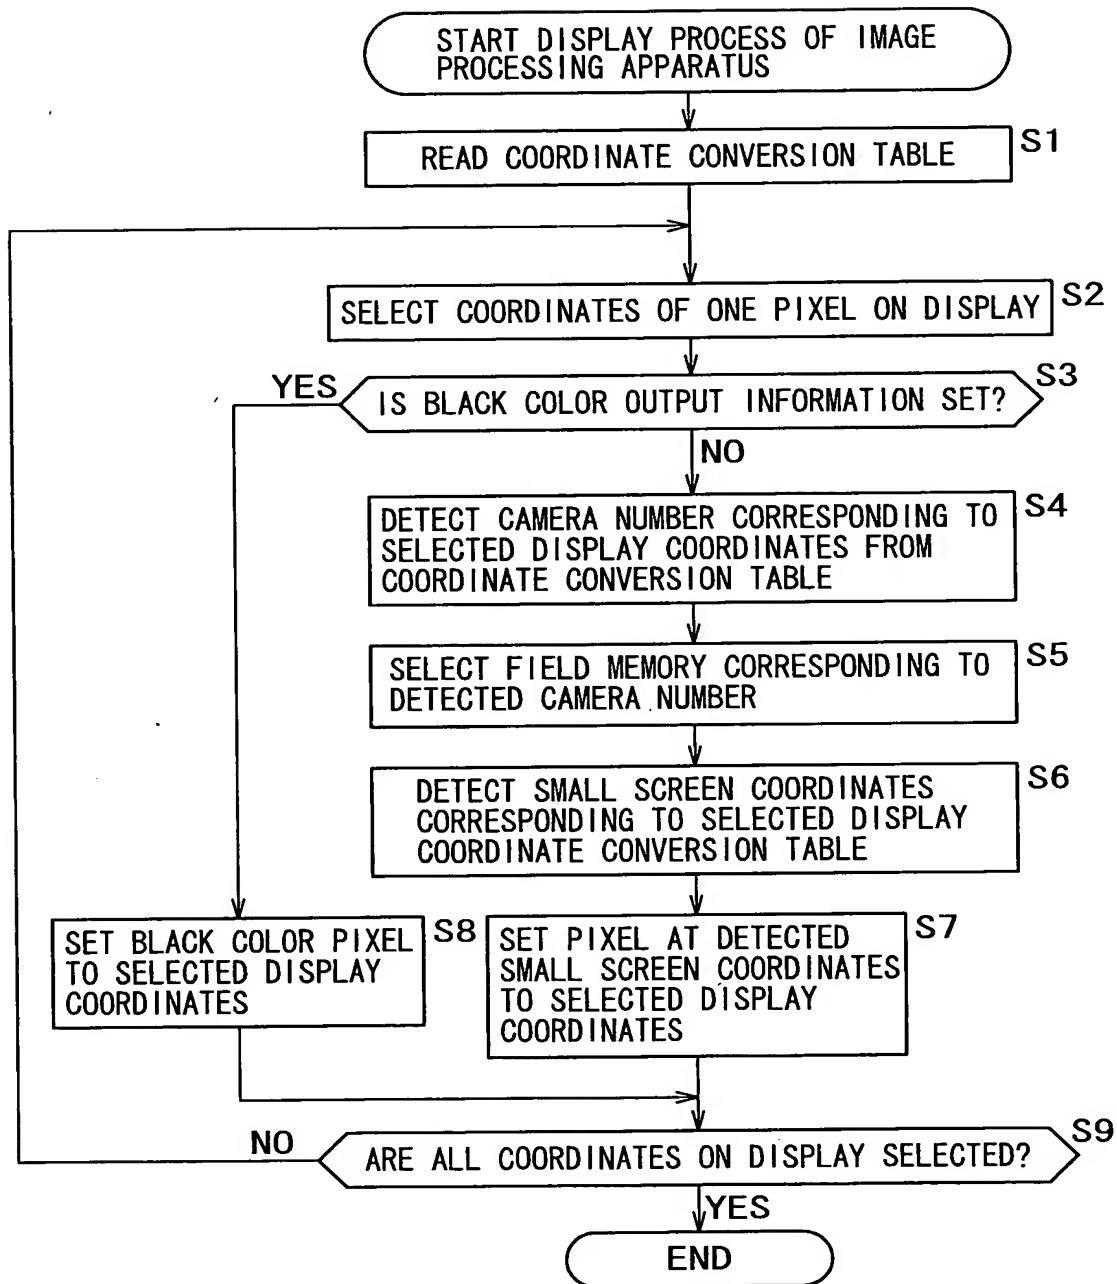 START DISPLAY PROCESS OF IMAGE
PROCESSING APPARATUS
READ COORDINATE CONVERSION TABLE
S1
SELECT COORDINATES OF ONE PIXEL ON DISPLAY
S2
YES
IS BLACK COLOR OUTPUT INFORMATION SET?
S3
NO
DETECT CAMERA NUMBER CORRESPONDING TO
SELECTED DISPLAY COORDINATES FROM
COORDINATE CONVERSION TABLE
S4
SELECT FIELD MEMORY CORRESPONDING TO
DETECTED CAMERA NUMBER
S5
DETECT SMALL SCREEN COORDINATES
CORRESPONDING TO SELECTED DISPLAY
COORDINATE CONVERSION TABLE
S6
SET BLACK COLOR PIXEL
TO SELECTED DISPLAY
COORDINATES
S8
SET PIXEL AT DETECTED
SMALL SCREEN COORDINATES
TO SELECTED DISPLAY
COORDINATES
S7
NO
ARE ALL COORDINATES ON DISPLAY SELECTED?
S9
YES
END